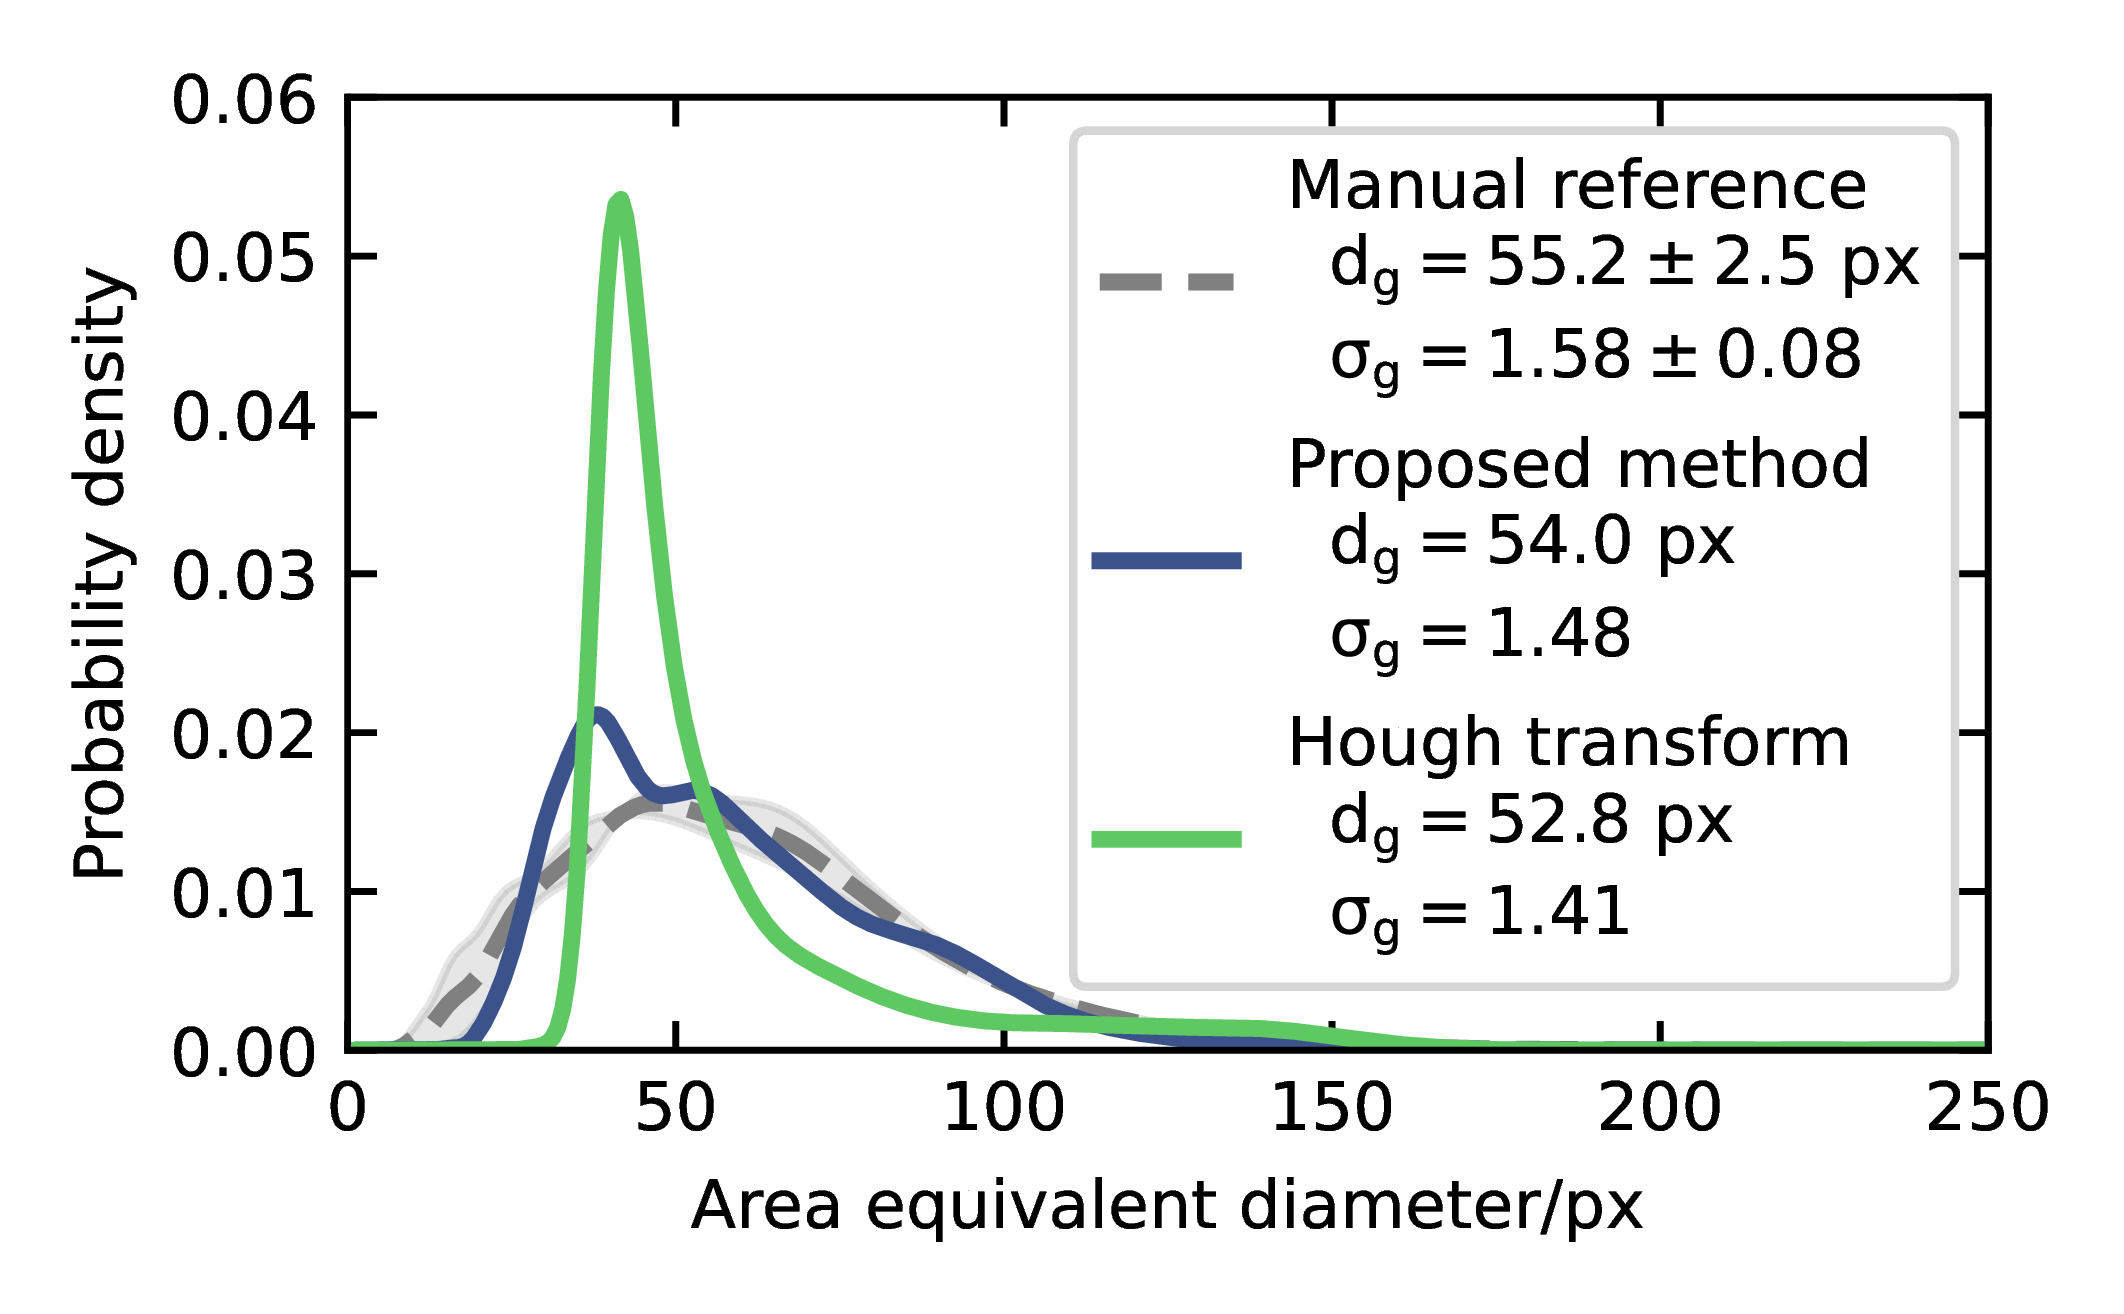 0.06
0.05
0.04
0.03
0.02
0.01
0.00
Probability density
0
50
100
150
200
250
Area equivalent diameter/px
Manual reference
d_g = 55.2 ± 2.5 px
σ_g = 1.58 ± 0.08
Proposed method
d_g = 54.0 px
σ_g = 1.48
Hough transform
d_g = 52.8 px
σ_g = 1.41